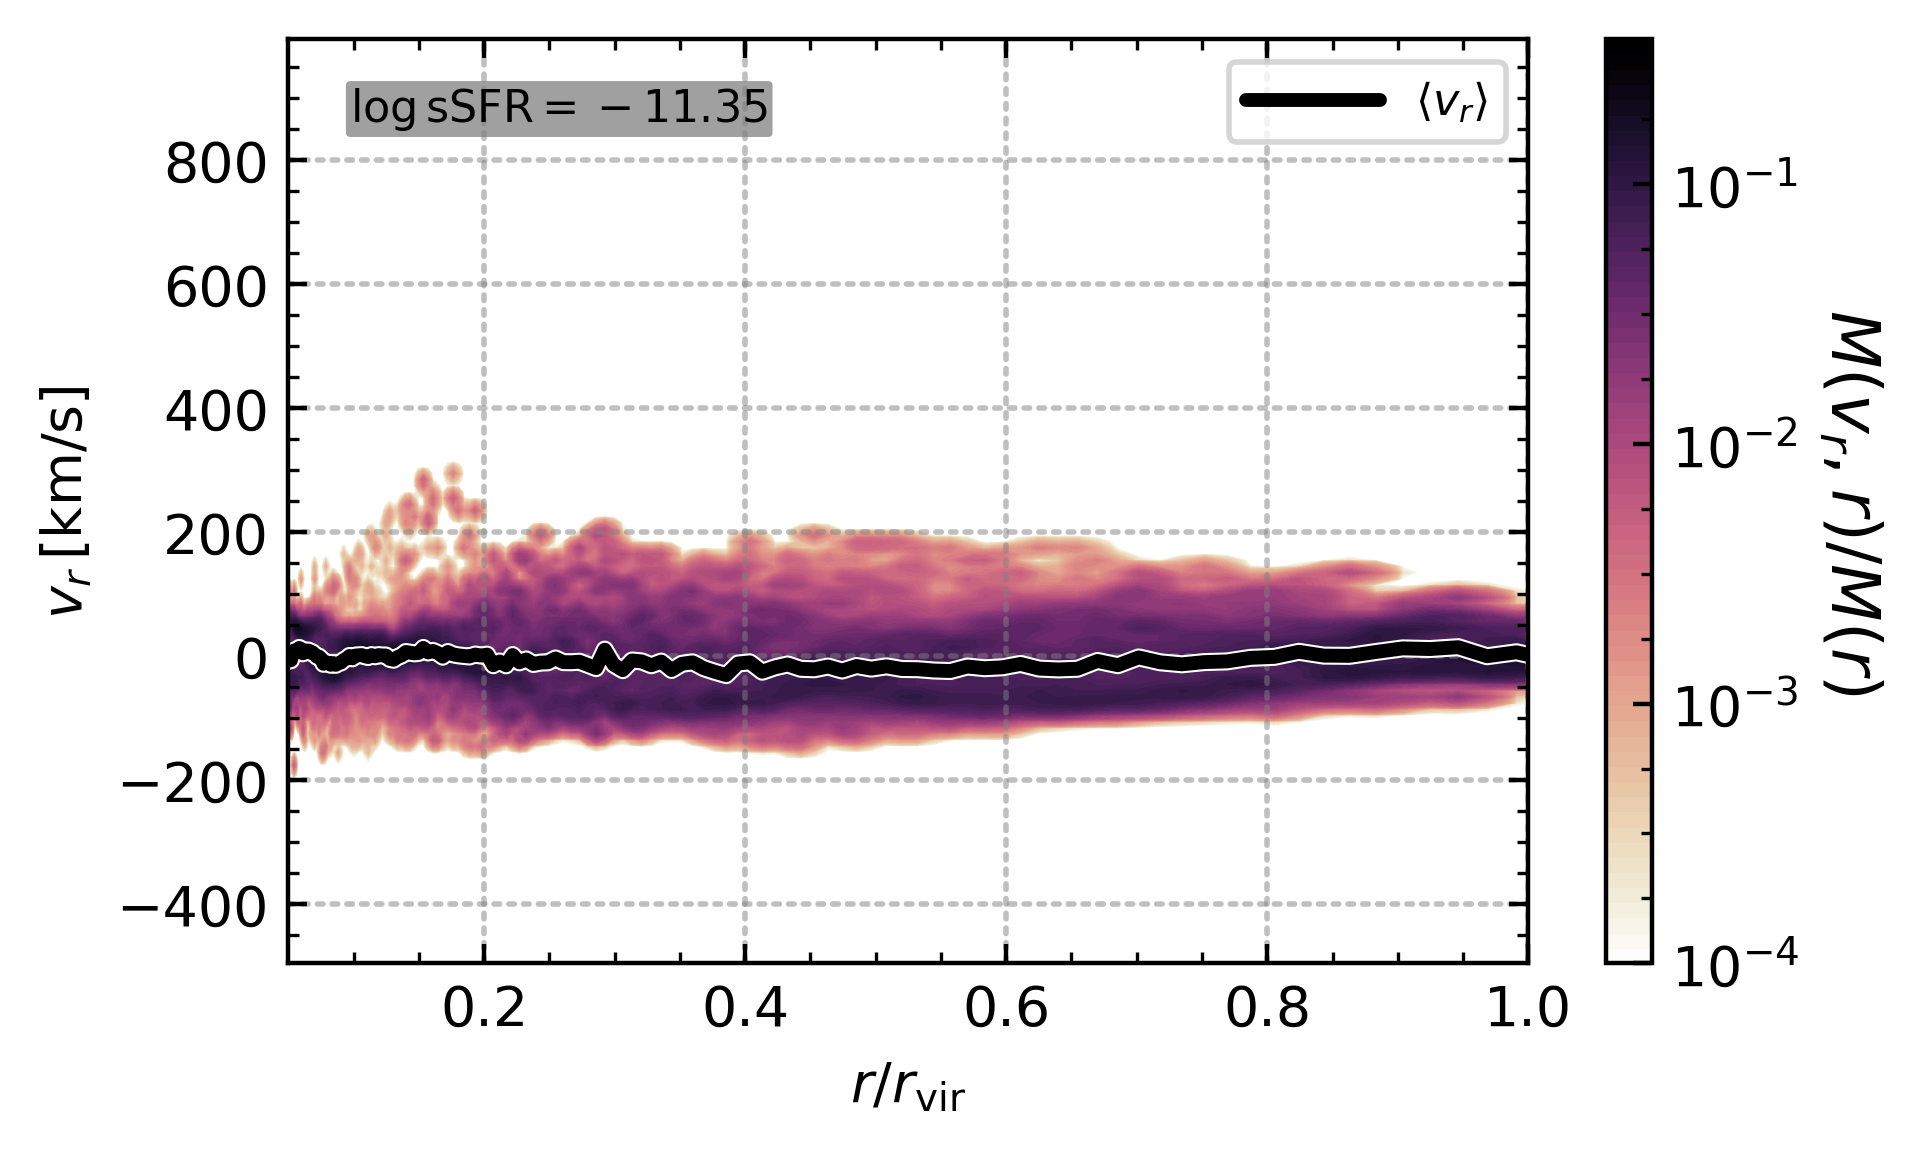 log sSFR = −11.35
⟨v_r⟩
800
600
400
200
0
−200
−400
v_r [km/s]
0.2 0.4 0.6 0.8 1.0
r/r_vir
10⁻¹
10⁻²
10⁻³
10⁻⁴
M(v_r, r)/M(r)